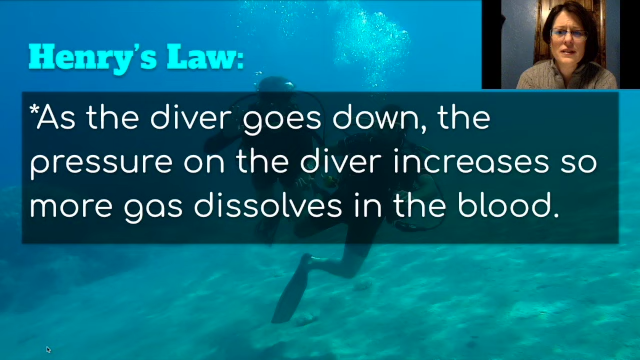 Henry's Law:
*As the diver goes down, the
pressure on the diver increases so
more gas dissolves in the blood.